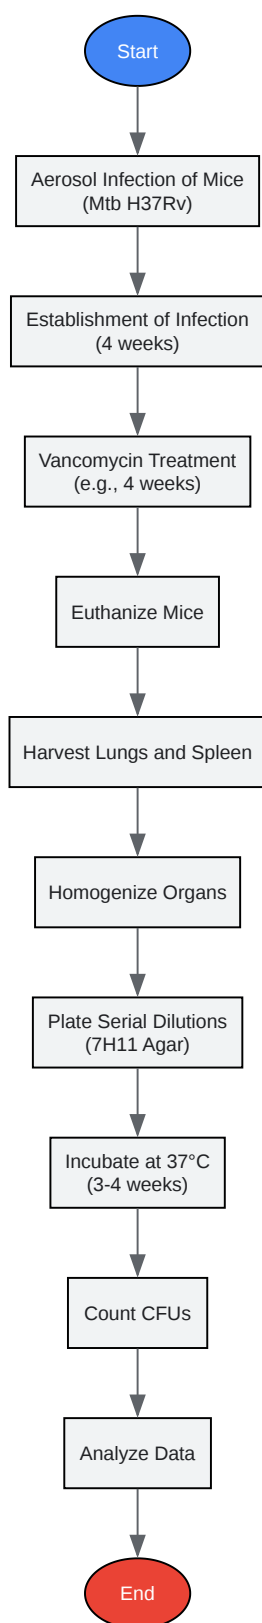 Start
Aerosol Infection of Mice
(Mtb H37Rv)
Establishment of Infection
(4 weeks)
Vancomycin Treatment
(e.g., 4 weeks)
Euthanize Mice
Harvest Lungs and Spleen
Homogenize Organs
Plate Serial Dilutions
(7H11 Agar)
Incubate at 37°C
(3-4 weeks)
Count CFUs
Analyze Data
End